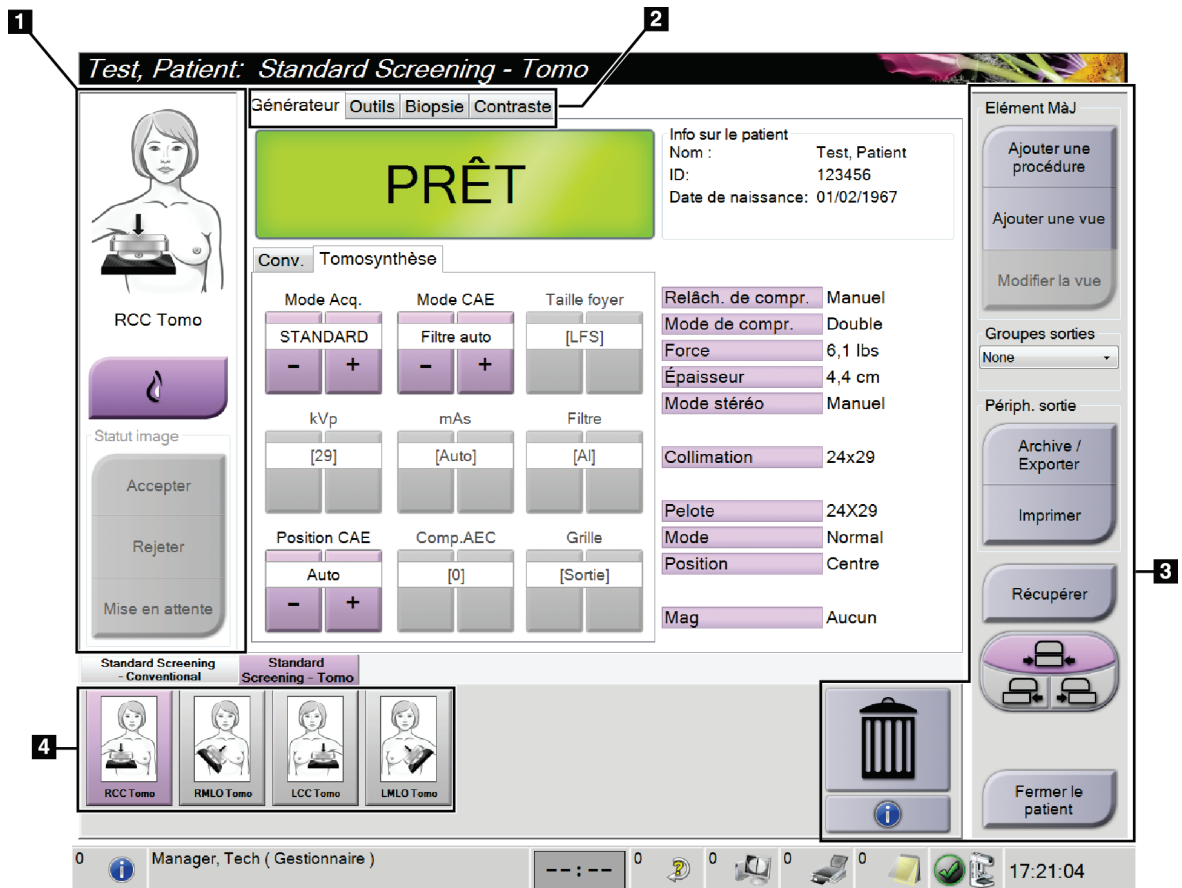 1
2
Test, Patient: Standard Screening - Tomo
Générateur Outils Biopsie Contraste
RCC Tomo
Statut image
Accepter
Rejeter
Mise en attente
PRÊT
Info sur le patient
Nom : Test, Patient
ID: 123456
Date de naissance: 01/02/1967
Conv. Tomosynthèse
Mode Acq. Mode CAE Taille foyer
STANDARD Filtre auto [LFS]
- + - +
kVp mAs Filtre
[29] [Auto] [Al]
Position CAE Comp.AEC Grille
Auto [0] [Sortie]
- +
Relâch. de compr. Manuel
Mode de compr. Double
Force 6,1 lbs
Épaisseur 4,4 cm
Mode stéréo Manuel
Collimation 24x29
Pelote 24X29
Mode Normal
Position Centre
Mag Aucun
Elément MàJ
Ajouter une
procédure
Ajouter une vue
Modifier la vue
Groupes sorties
None
Périph. sortie
Archive /
Exporter
Imprimer
3
Récupérer
Fermer le
patient
Standard Screening
- Conventional
Standard
Screening - Tomo
4
RCC Tomo RMLO Tomo LCC Tomo LMLO Tomo
0 Manager, Tech ( Gestionnaire ) --:-- 0 0 0 0 17:21:04